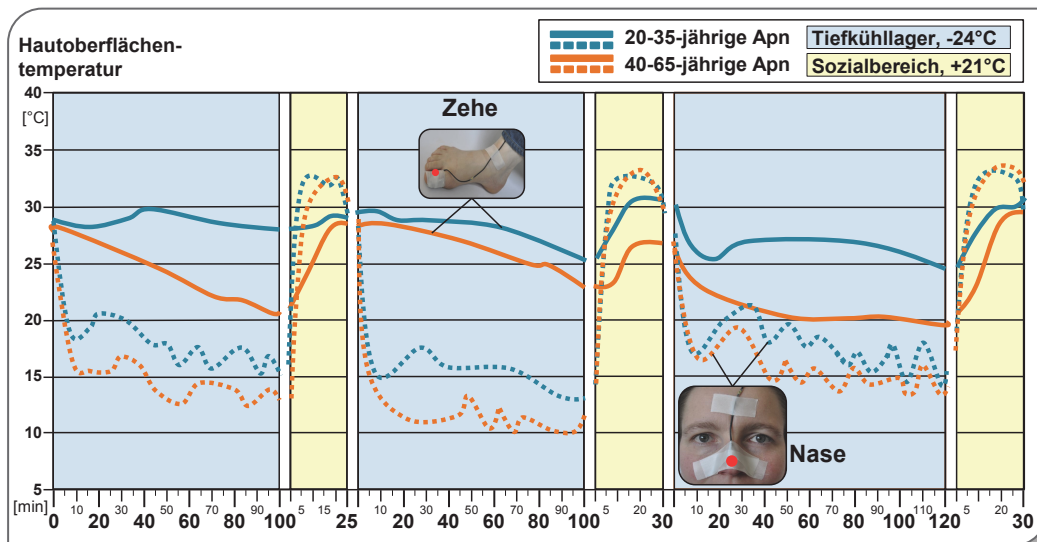 Hautoberflächen-
temperatur
20-35-jährige Apn
Tiefkühllager, -24°C
40-65-jährige Apn
Sozialbereich, +21°C
40
[°C]
35
30
25
20
15
10
5
Zehe
Nase
[min]
0 10 20 30 40 50 60 70 80 90 100
5 15 25
0 10 20 30 40 50 60 70 80 90 100
0 5 20 30
0 10 20 30 40 50 60 70 80 90 100 110 120
5 20 30